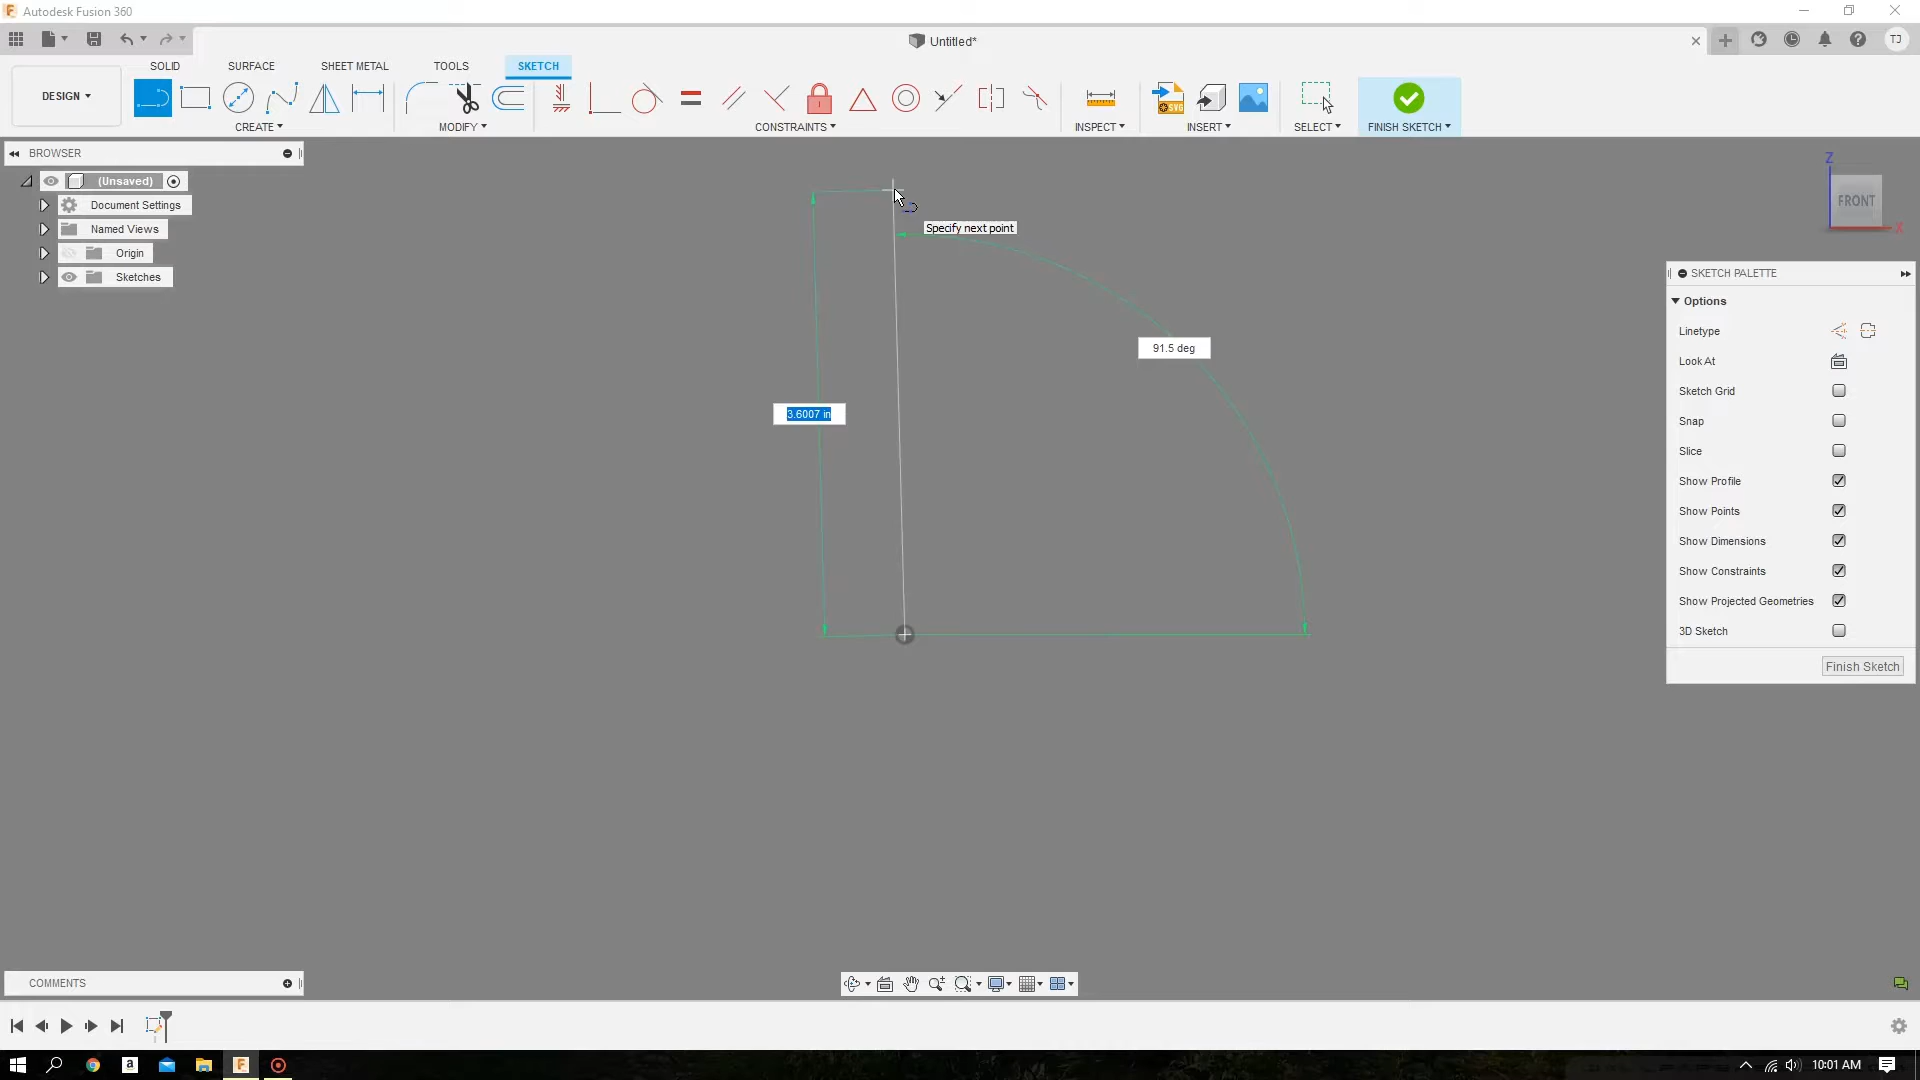 Autodesk Fusion 360
Untitled*
TJ
SOLID SURFACE SHEET METAL TOOLS SKETCH
DESIGN
SVG
CREATE MODIFY CONSTRAINTS INSPECT INSERT SELECT FINISH SKETCH
BROWSER
(Unsaved)
Document Settings
Named Views
Origin
Sketches
Specify next point
91.5 deg
3.6007 in
Z
FRONT
X
SKETCH PALETTE
Options
Linetype
Look At
Sketch Grid
Snap
Slice
Show Profile
Show Points
Show Dimensions
Show Constraints
Show Projected Geometries
3D Sketch
Finish Sketch
COMMENTS
10:01 AM